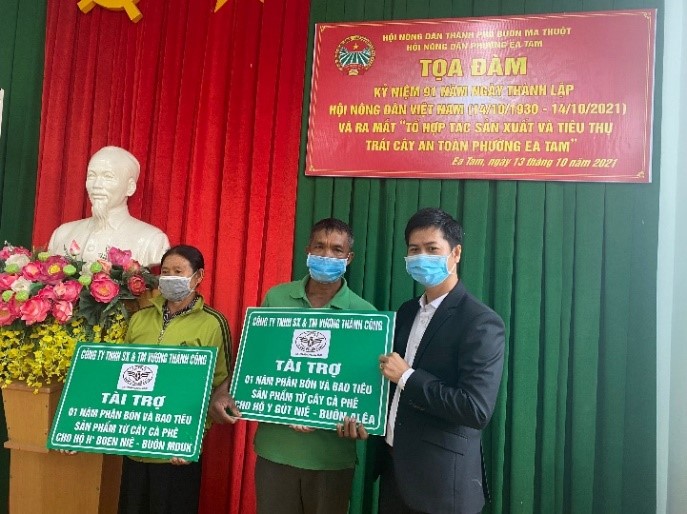 HỘI NÔNG DÂN THÀNH PHỐ BUÔN MA THUỘT
HỘI NÔNG DÂN PHƯỜNG EA TAM
TỌA ĐÀM
KỶ NIỆM 91 NĂM NGÀY THÀNH LẬP
HỘI NÔNG DÂN VIỆT NAM (14/10/1930 - 14/10/2021)
VÀ RA MẮT "TỔ HỢP TÁC SẢN XUẤT VÀ TIÊU THỤ
TRÁI CÂY AN TOÀN PHƯỜNG EA TAM"
Ea Tam, ngày 13 tháng 10 năm 2021
CÔNG TY TNHH SX & TM VƯƠNG THÀNH CÔNG
TÀI TRỢ
01 NĂM PHÂN BÓN VÀ BAO TIÊU
SẢN PHẨM TỪ CÂY CÀ PHÊ
CHO HỘ H' BOEN NIÊ - BUÔN MDUK
CÔNG TY TNHH SX & TM VƯƠNG THÀNH CÔNG
TÀI TRỢ
01 NĂM PHÂN BÓN VÀ BAO TIÊU
SẢN PHẨM TỪ CÂY CÀ PHÊ
CHO HỘ Y GÚT NIÊ - BUÔN ALÊA